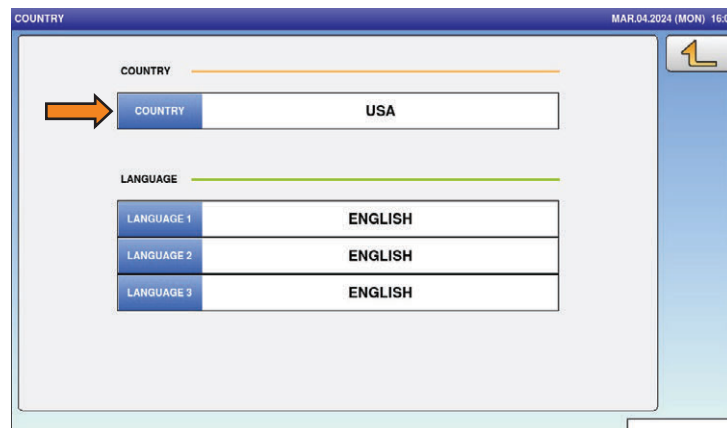 COUNTRY MAR.04.2024 (MON)
COUNTRY
COUNTRY USA
LANGUAGE
LANGUAGE 1 ENGLISH
LANGUAGE 2 ENGLISH
LANGUAGE 3 ENGLISH